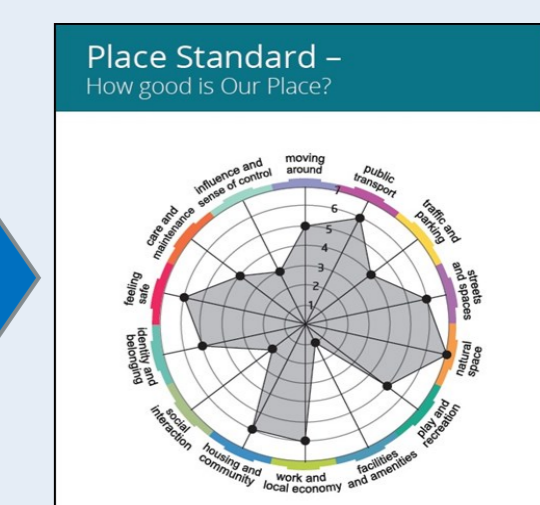 Place Standard –
How good is Our Place?
moving
around
public
transport
traffic and
parking
streets
and spaces
natural
space
play and
recreation
facilities
and amenities
work and
local economy
housing and
community
social
interaction
identity and
belonging
feeling
safe
care and
maintenance
influence and
sense of control
7
6
5
4
3
2
1